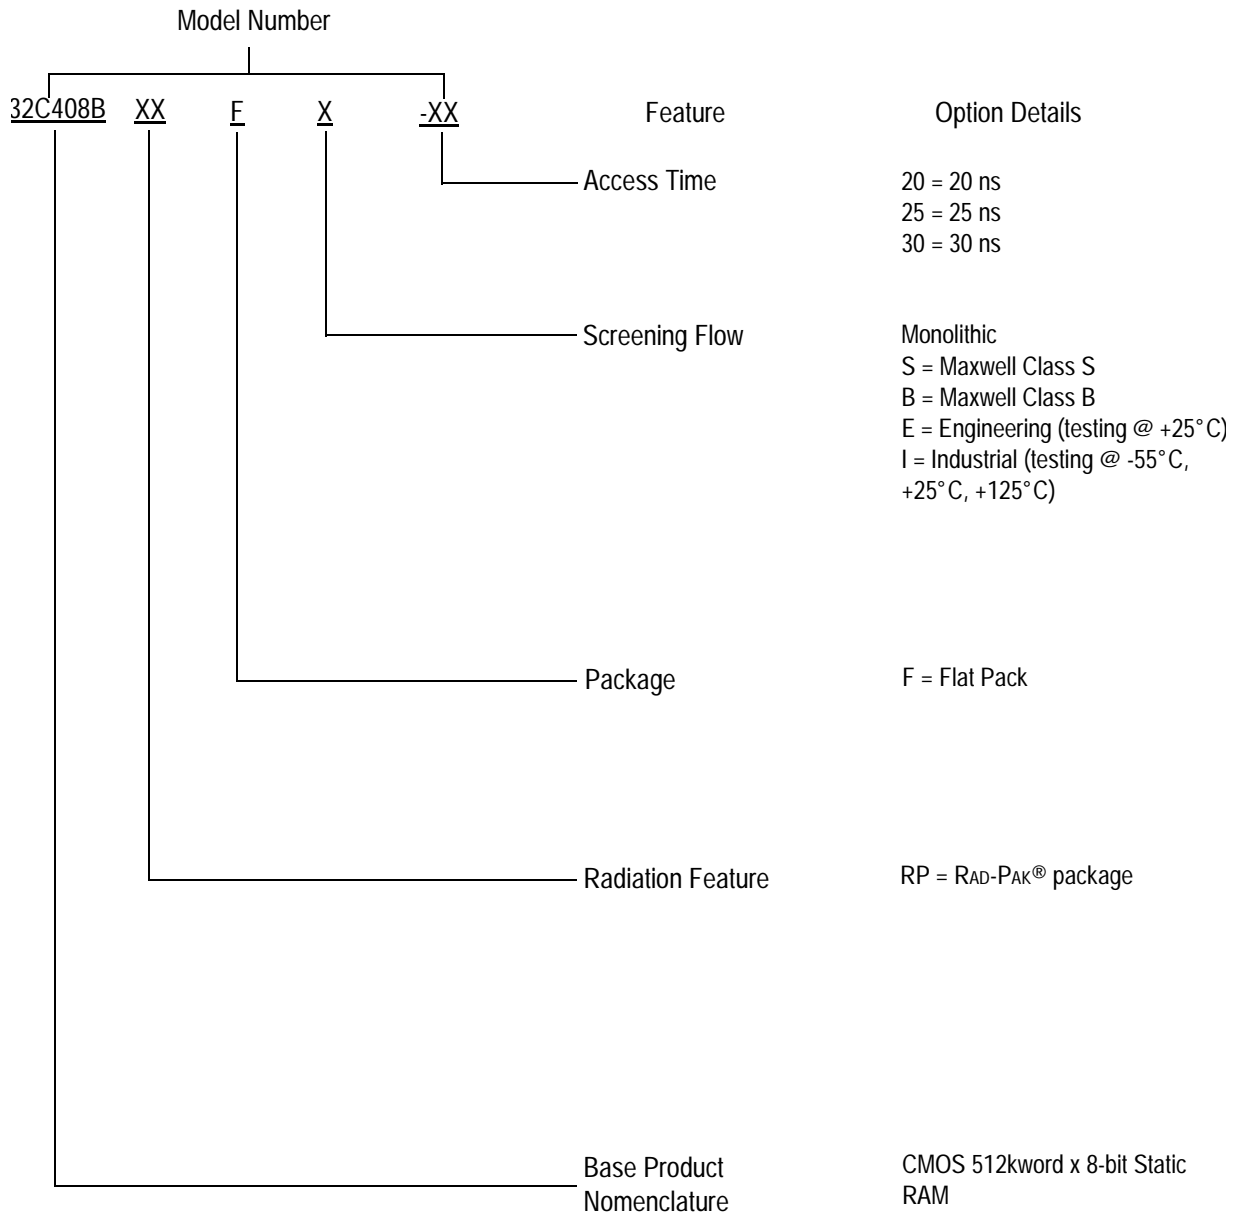 Model Number
32C408B XX F X -XX Feature Option Details
Access Time 20 = 20 ns
25 = 25 ns
30 = 30 ns
Screening Flow Monolithic
S = Maxwell Class S
B = Maxwell Class B
E = Engineering (testing @ +25°C)
I = Industrial (testing @ -55°C,
+25°C, +125°C)
Package F = Flat Pack
Radiation Feature RP = RAD-PAK® package
Base Product CMOS 512kword x 8-bit Static
Nomenclature RAM